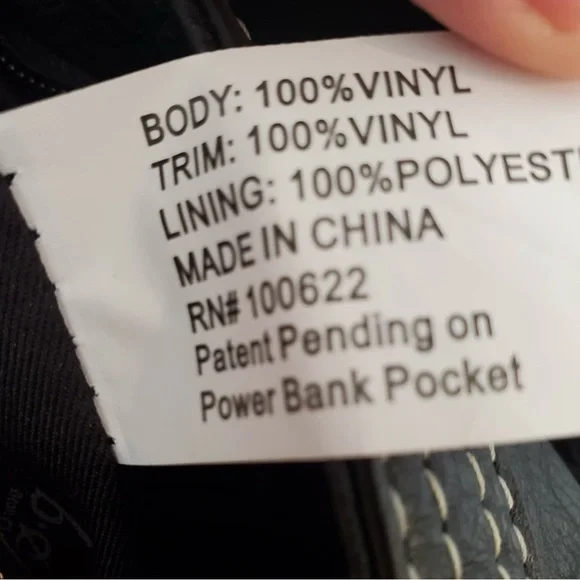 BODY: 100%VINYL
TRIM: 100%VINYL
LINING: 100%POLYEST
MADE IN CHINA
RN#100622
Patent Pending on
Power Bank Pocket
b.e